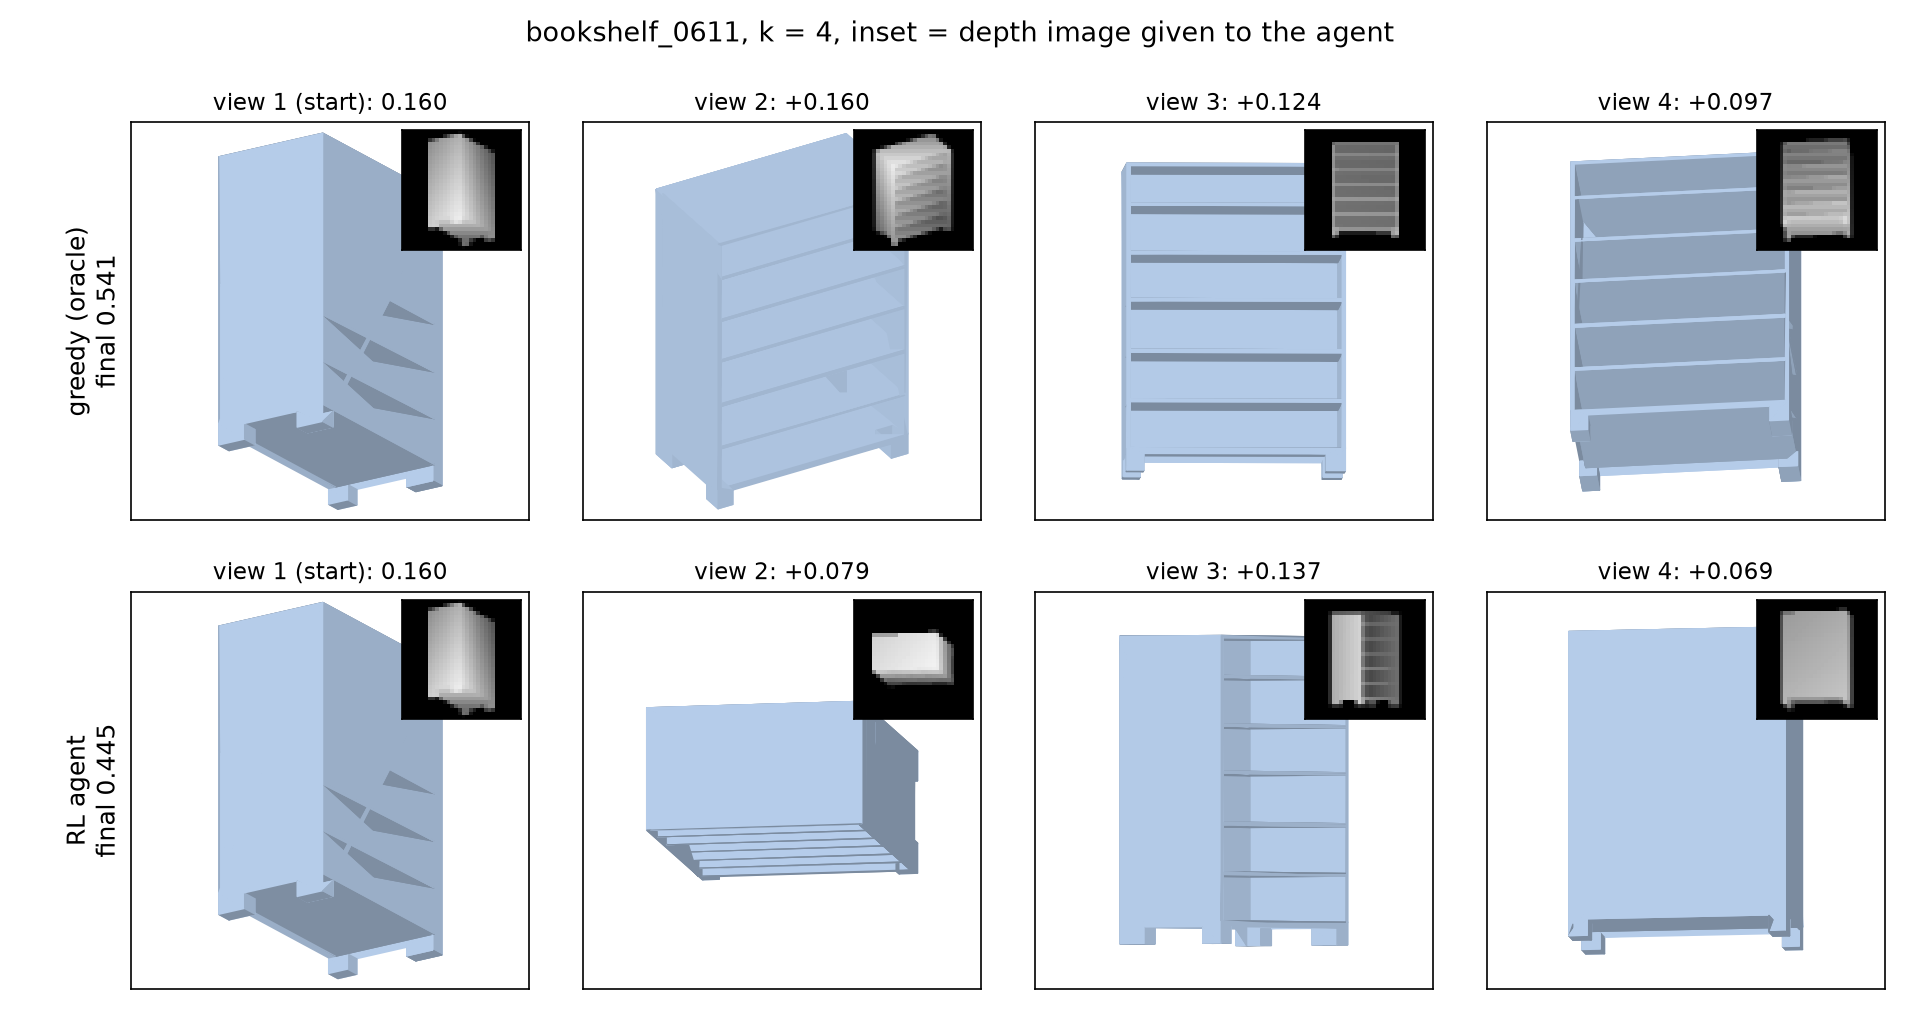 bookshelf_0611, k = 4, inset = depth image given to the agent
view 1 (start): 0.160
view 2: +0.160
view 3: +0.124
view 4: +0.097
greedy (oracle)
final 0.541
view 1 (start): 0.160
view 2: +0.079
view 3: +0.137
view 4: +0.069
RL agent
final 0.445